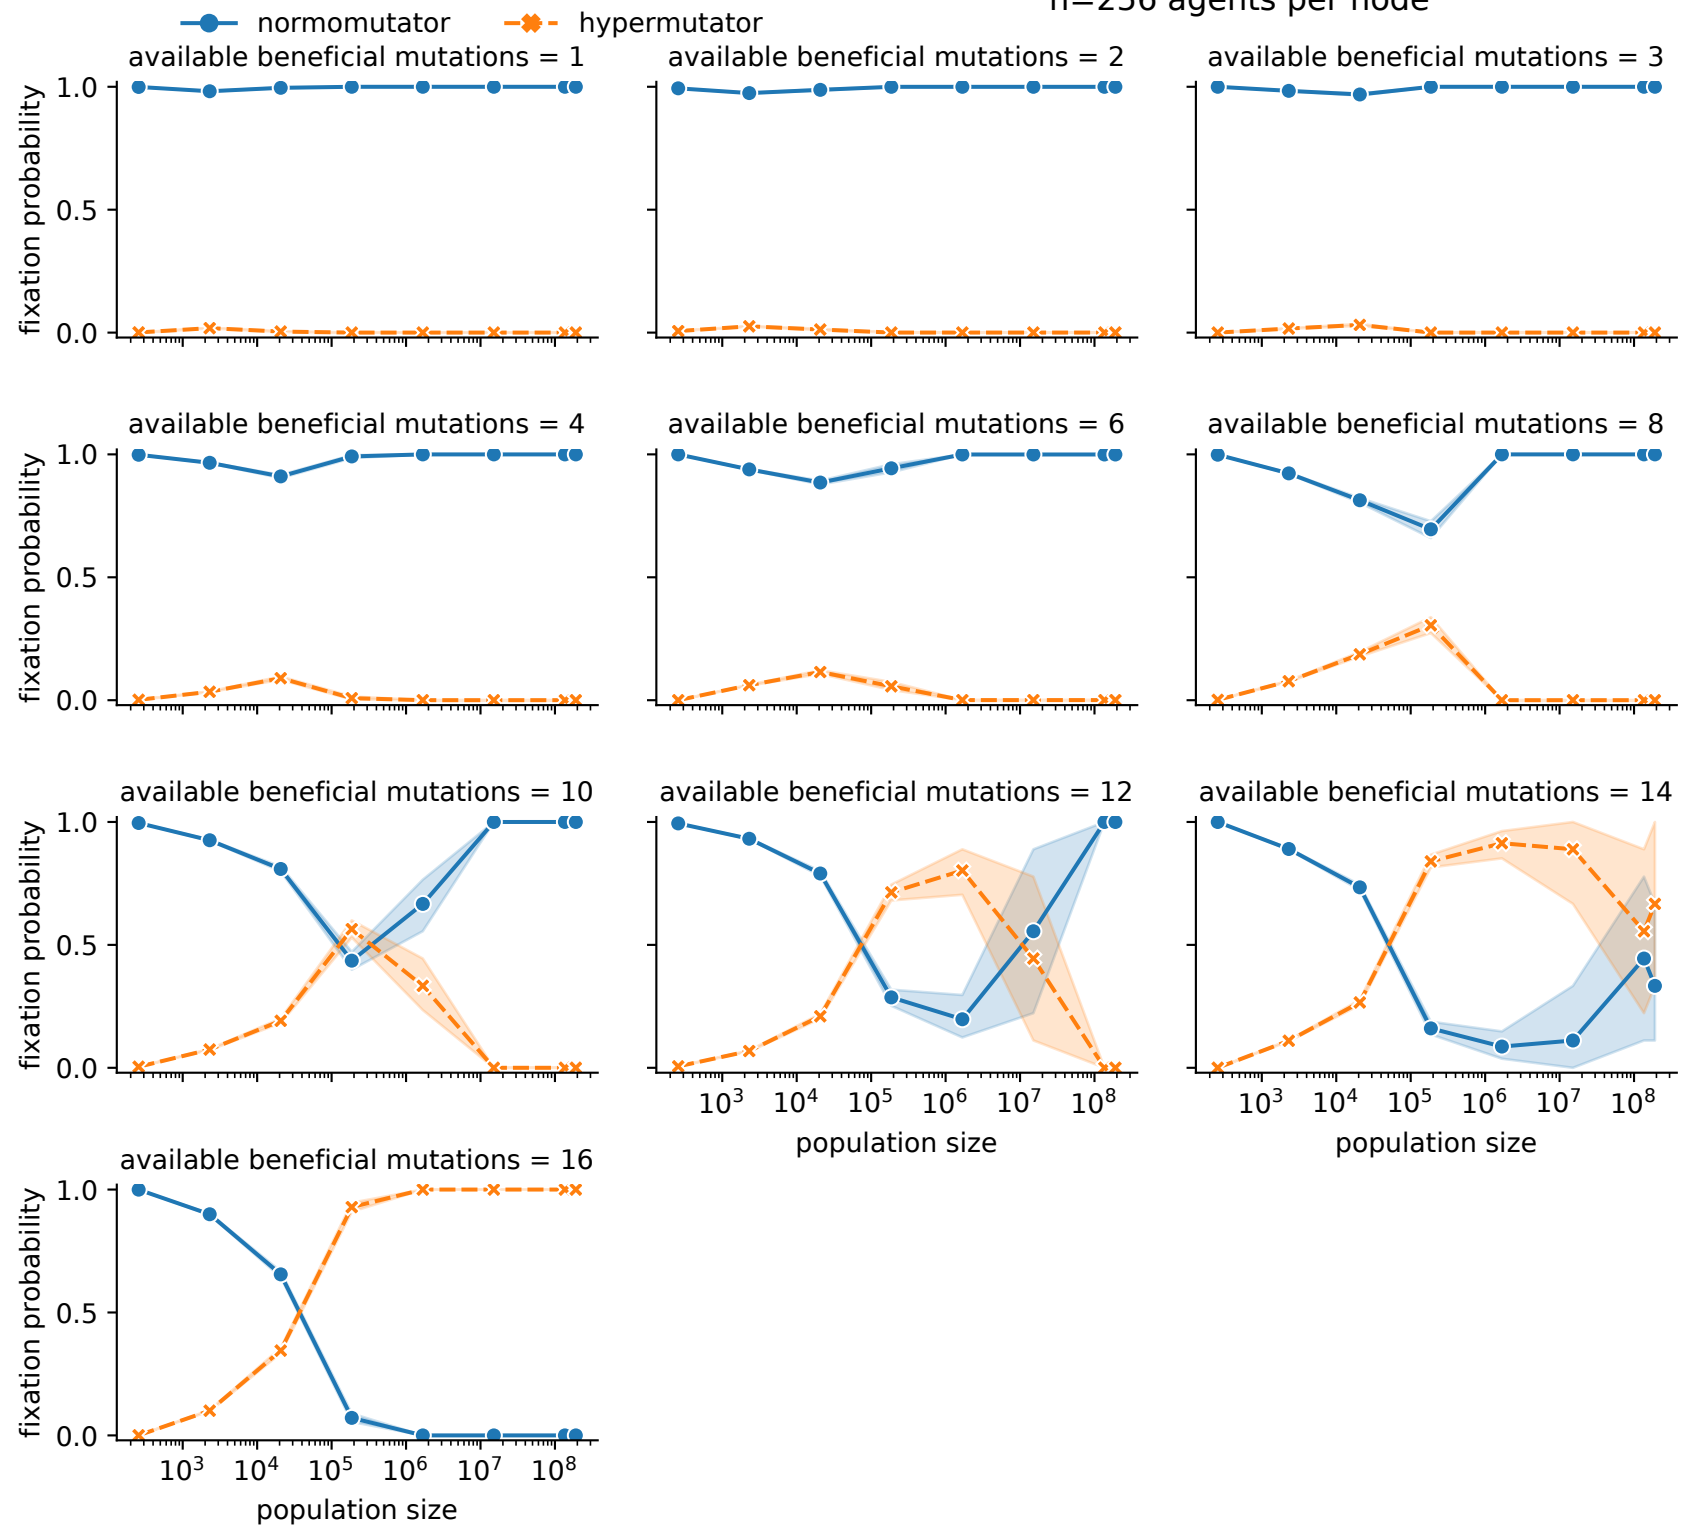 n=256 agents per node
normomutator hypermutator
available beneficial mutations = 1
available beneficial mutations = 2
available beneficial mutations = 3
fixation probability
1.0
0.5
0.0
available beneficial mutations = 4
available beneficial mutations = 6
available beneficial mutations = 8
fixation probability
1.0
0.5
0.0
available beneficial mutations = 10
available beneficial mutations = 12
available beneficial mutations = 14
fixation probability
1.0
0.5
0.0
10³ 10⁴ 10⁵ 10⁶ 10⁷ 10⁸
population size
10³ 10⁴ 10⁵ 10⁶ 10⁷ 10⁸
population size
available beneficial mutations = 16
fixation probability
1.0
0.5
0.0
10³ 10⁴ 10⁵ 10⁶ 10⁷ 10⁸
population size